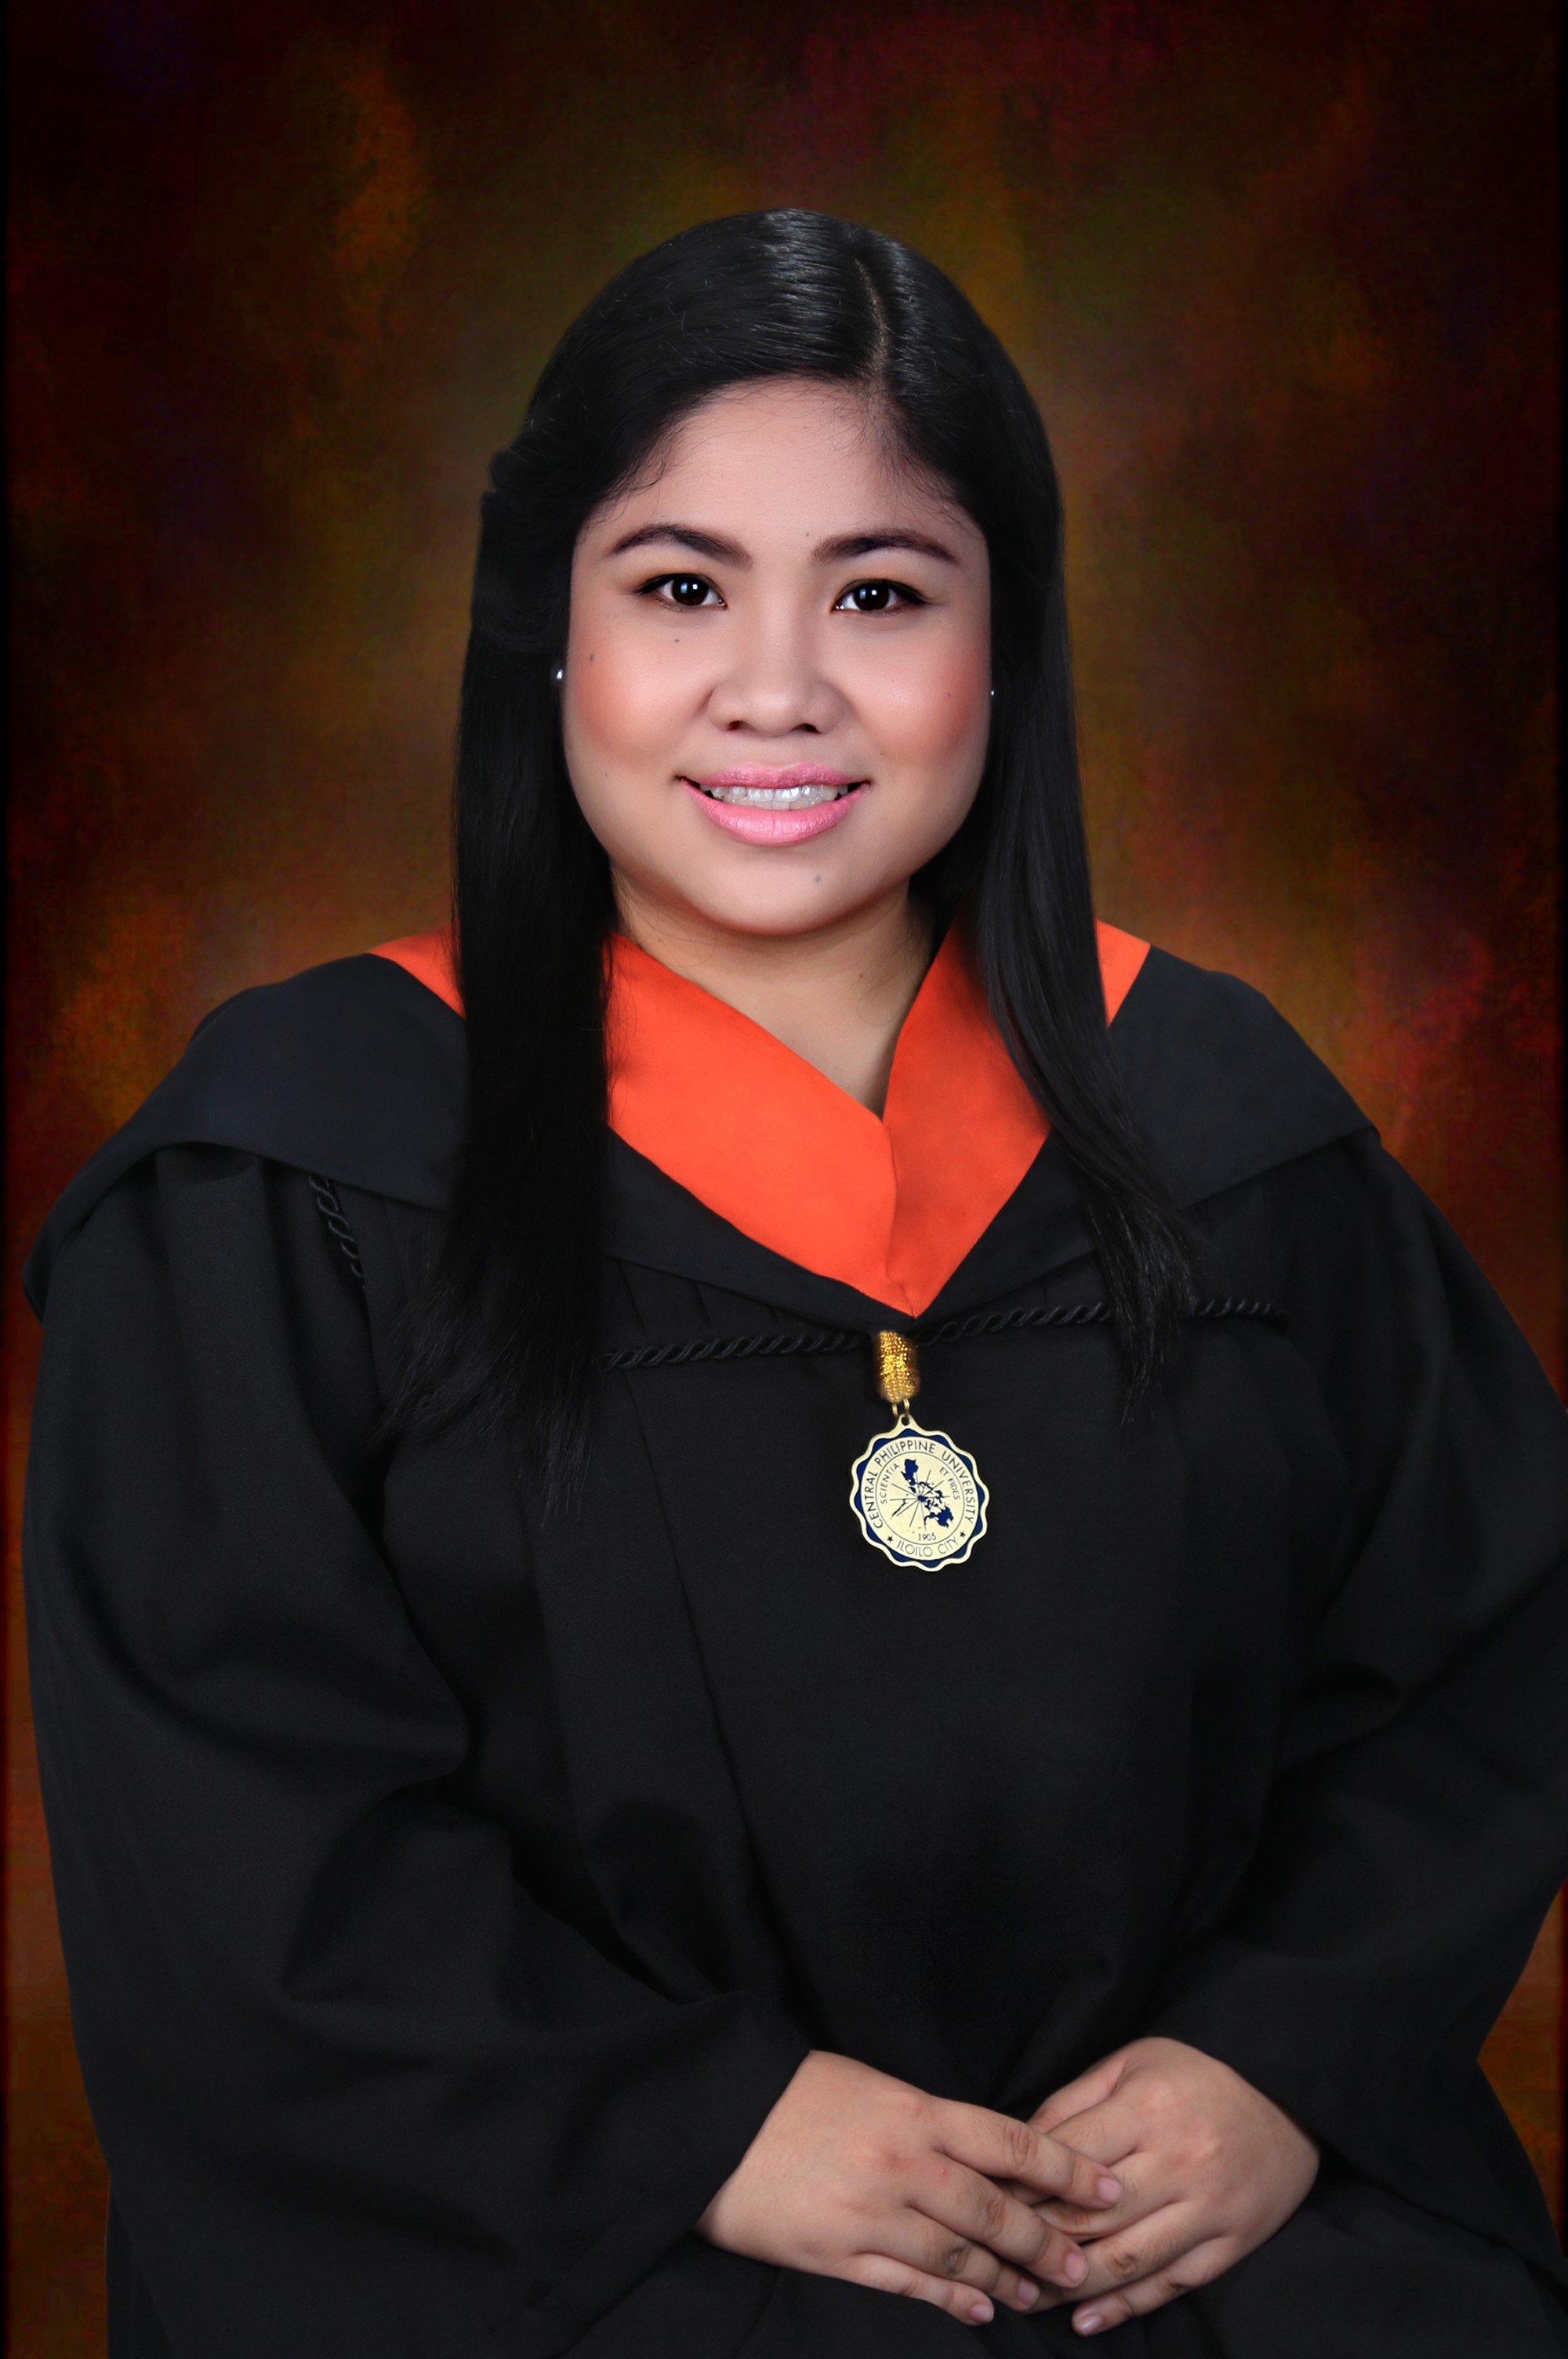 CENTRAL PHILIPPINE UNIVERSITY
SCIENTIA ET FIDES
1905
★ ILOILO CITY ★